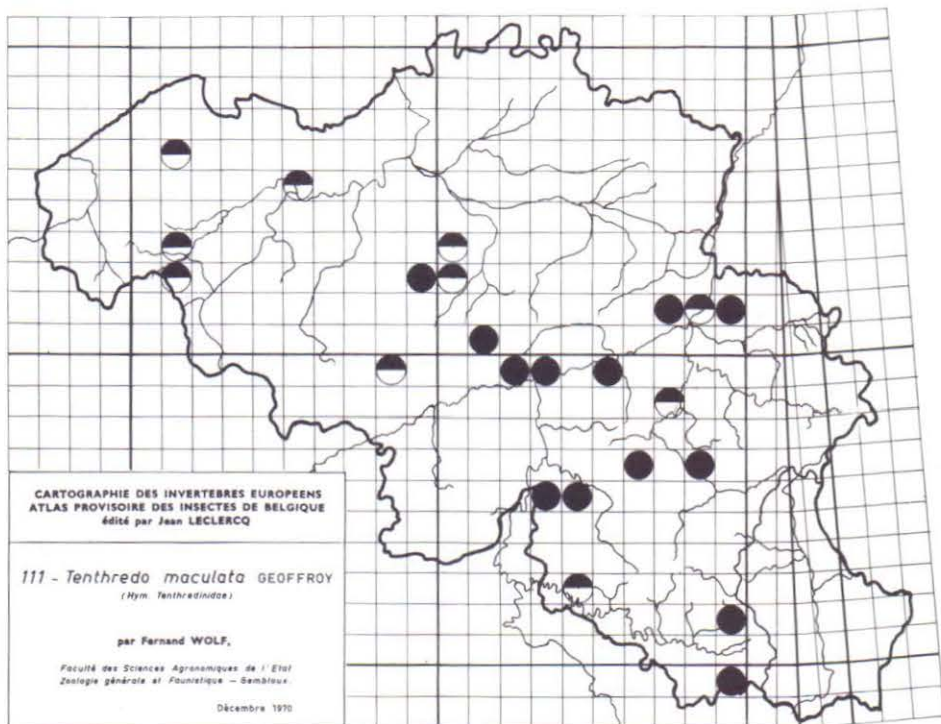 CARTOGRAPHIE DES INVERTEBRES EUROPEENS
ATLAS PROVISOIRE DES INSECTES DE BELGIQUE
édité par Jean LECLERCQ
111 - Tenthredo maculata GEOFFROY
(Hym. Tenthredinidae)
par Fernand WOLF,
Faculté des Sciences Agronomiques de l'Etat
Zoologie générale et Faunistique - Gembloux.
Décembre 1970